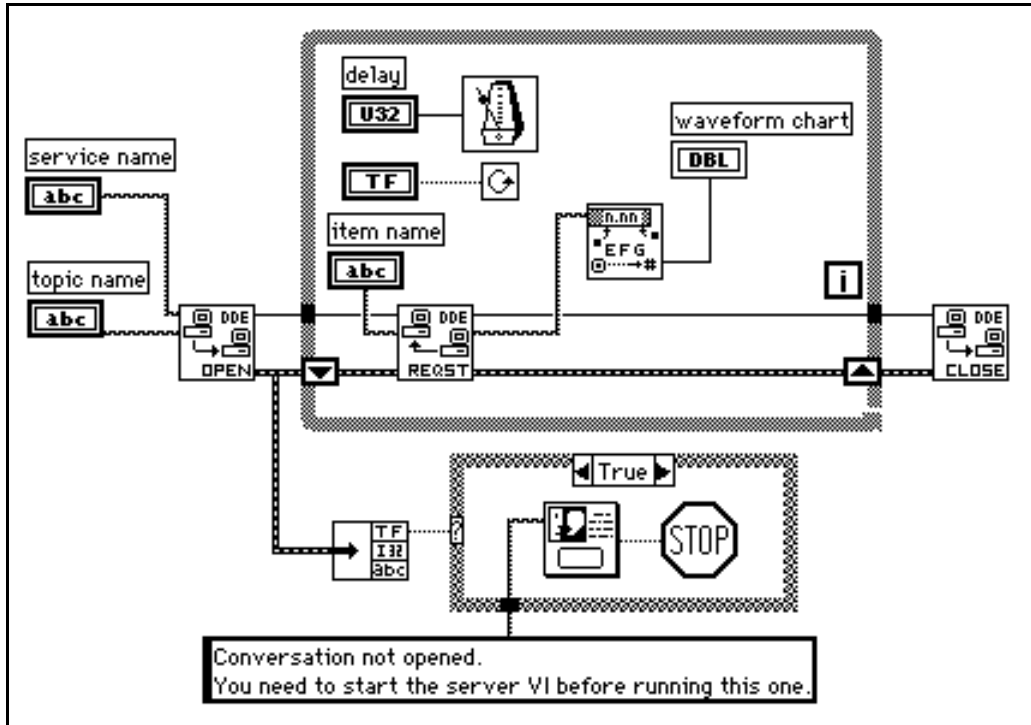 delay
U32
waveform chart
DBL
service name
abc
TF
n.nn
EFG
#
item name
abc
i
topic name
abc
DDE
OPEN
DDE
REQST
DDE
CLOSE
True
TF
I32
abc
?
STOP
Conversation not opened.
You need to start the server VI before running this one.